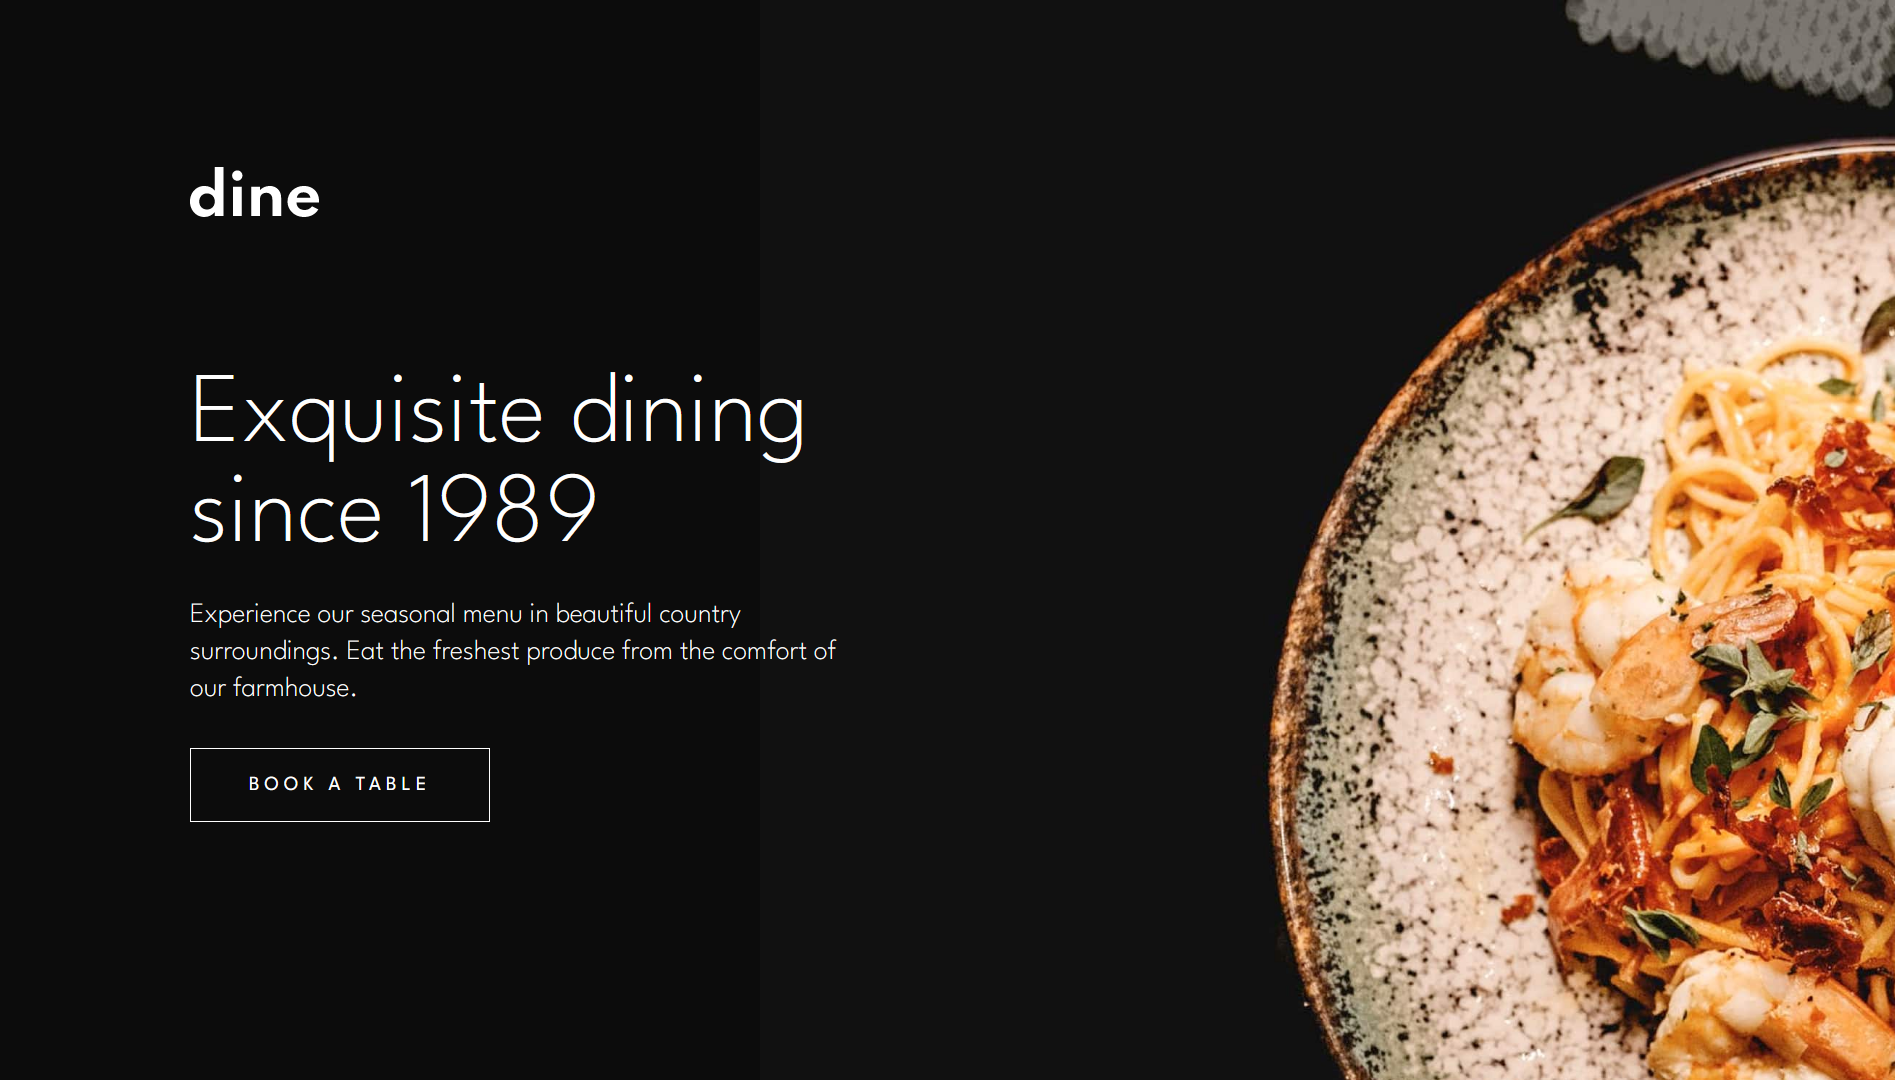 dine
Exquisite dining
since 1989
Experience our seasonal menu in beautiful country
surroundings. Eat the freshest produce from the comfort of
our farmhouse.
BOOK A TABLE